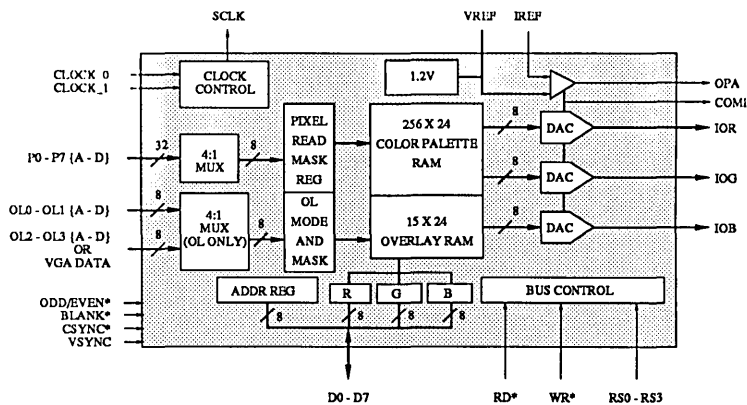 SCLK
VREF
IREF
CLOCK_0
CLOCK_1
CLOCK
CONTROL
1.2V
OPA
COMP
P0 - P7 {A - D}
32
4:1
MUX
8
PIXEL
READ
MASK
REG
256 X 24
COLOR PALETTE
RAM
8
DAC
IOR
8
DAC
IOG
OL0 - OL1 {A - D}
8
OL2 - OL3 {A - D}
OR
VGA DATA
8
4:1
MUX
(OL ONLY)
8
OL
MODE
AND
MASK
15 X 24
OVERLAY RAM
8
DAC
IOB
ADDR REG
R
G
B
BUS CONTROL
8
8
8
8
ODD/EVEN*
BLANK*
CSYNC*
VSYNC
D0 - D7
RD*
WR*
RS0 - RS3